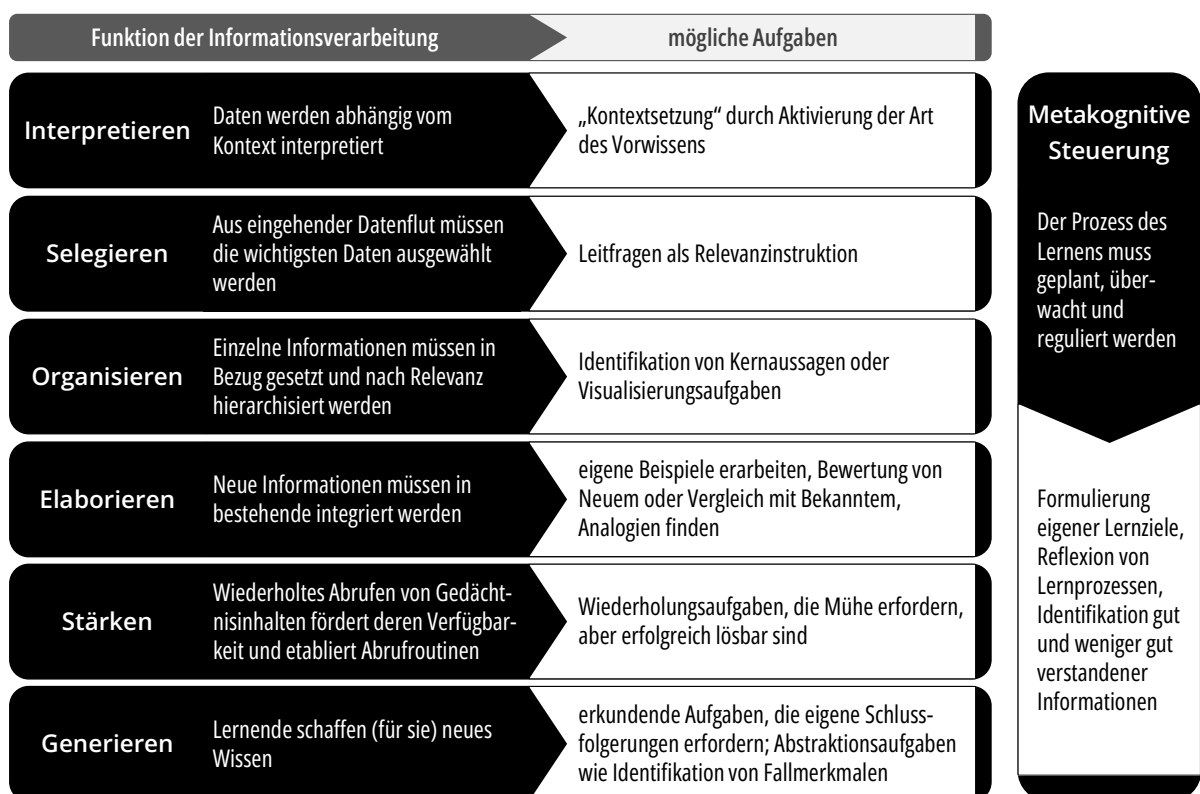 Funktion der Informationsverarbeitung
mögliche Aufgaben
Interpretieren
Daten werden abhängig vom
Kontext interpretiert
„Kontextsetzung“ durch Aktivierung der Art
des Vorwissens
Selegieren
Aus eingehender Datenflut müssen
die wichtigsten Daten ausgewählt
werden
Leitfragen als Relevanzinstruktion
Organisieren
Einzelne Informationen müssen in
Bezug gesetzt und nach Relevanz
hierarchisiert werden
Identifikation von Kernaussagen oder
Visualisierungsaufgaben
Elaborieren
Neue Informationen müssen in
bestehende integriert werden
eigene Beispiele erarbeiten, Bewertung von
Neuem oder Vergleich mit Bekanntem,
Analogien finden
Stärken
Wiederholtes Abrufen von Gedächt-
nisinhalten fördert deren Verfügbar-
keit und etabliert Abrufroutinen
Wiederholungsaufgaben, die Mühe erfordern,
aber erfolgreich lösbar sind
Generieren
Lernende schaffen (für sie) neues
Wissen
erkundende Aufgaben, die eigene Schluss-
folgerungen erfordern; Abstraktionsaufgaben
wie Identifikation von Fallmerkmalen
Metakognitive
Steuerung
Der Prozess des
Lernens muss
geplant, über-
wacht und
reguliert werden
Formulierung
eigener Lernziele,
Reflexion von
Lernprozessen,
Identifikation gut
und weniger gut
verstandener
Informationen